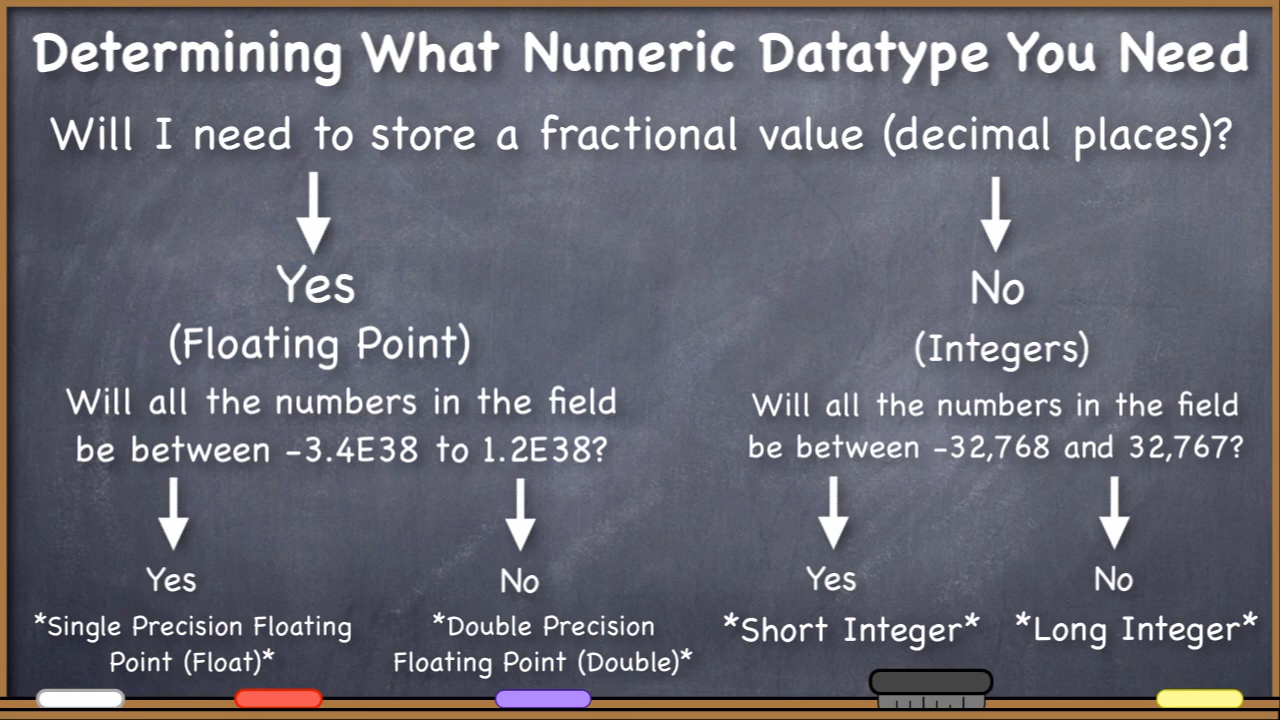 Determining What Numeric Datatype You Need
Will I need to store a fractional value (decimal places)?
Yes
(Floating Point)
Will all the numbers in the field
be between -3.4E38 to 1.2E38?
Yes
*Single Precision Floating
Point (Float)*
No
*Double Precision
Floating Point (Double)*
No
(Integers)
Will all the numbers in the field
be between -32,768 and 32,767?
Yes
*Short Integer*
No
*Long Integer*